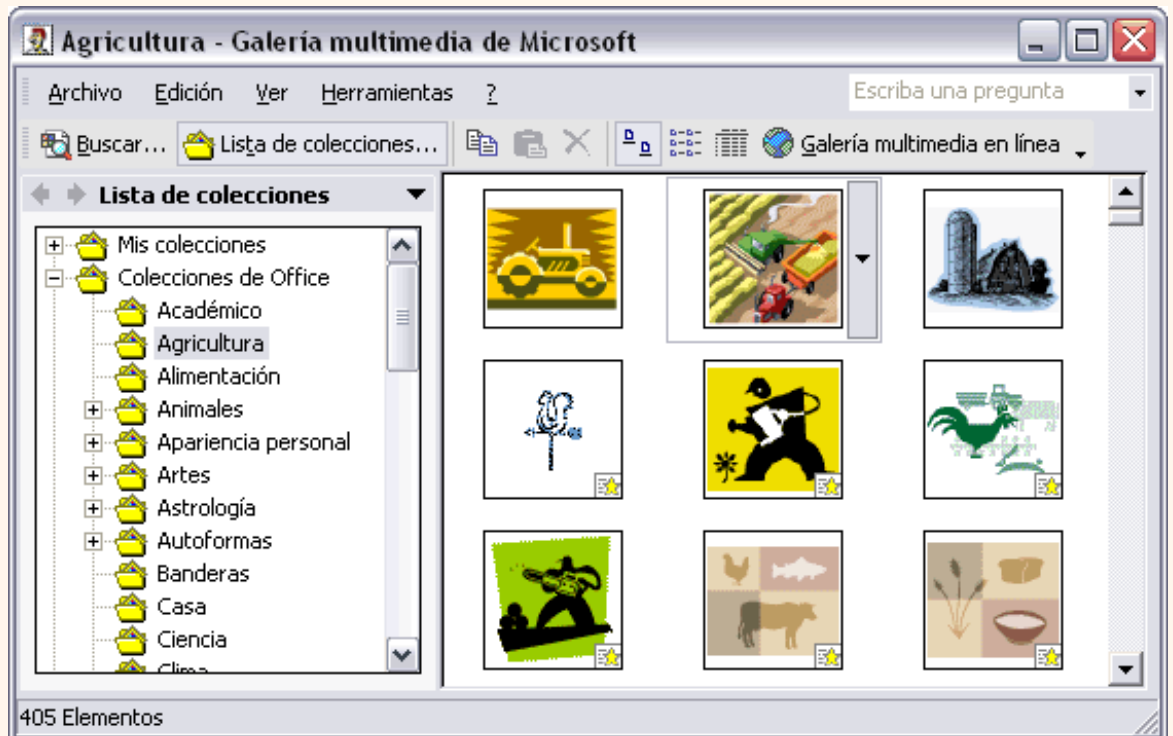 Agricultura - Galería multimedia de Microsoft
Archivo Edición Ver Herramientas ? Escriba una pregunta
Buscar... Lista de colecciones... Galería multimedia en línea
Lista de colecciones
Mis colecciones
Colecciones de Office
Académico
Agricultura
Alimentación
Animales
Apariencia personal
Artes
Astrología
Autoformas
Banderas
Casa
Ciencia
Clima
405 Elementos